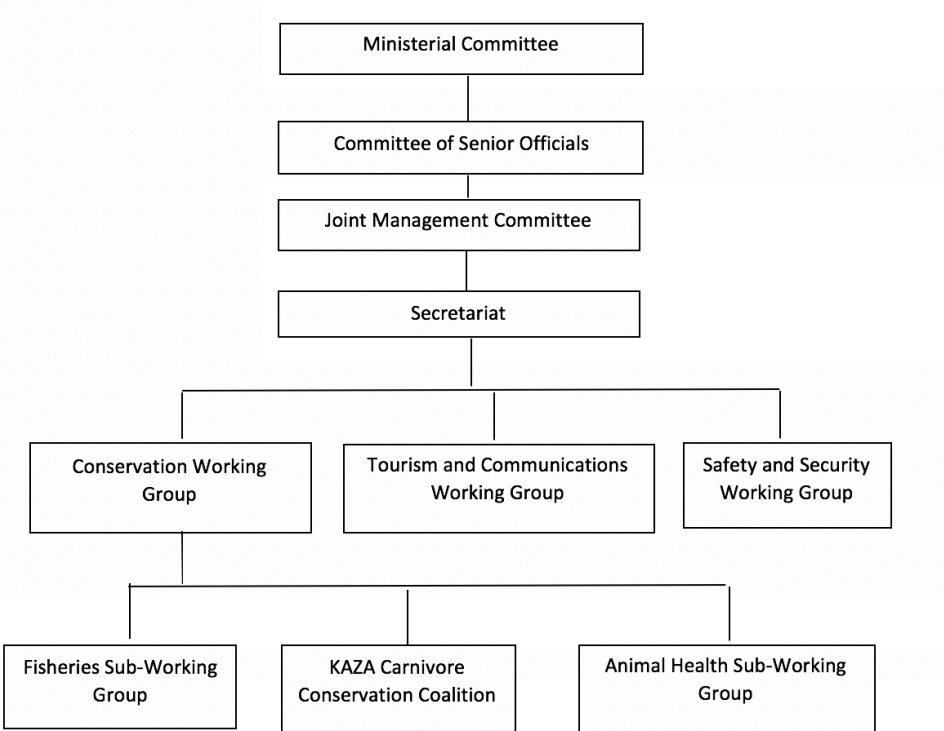 Ministerial Committee
Committee of Senior Officials
Joint Management Committee
Secretariat
Conservation Working
Group
Tourism and Communications
Working Group
Safety and Security
Working Group
Fisheries Sub-Working
Group
KAZA Carnivore
Conservation Coalition
Animal Health Sub-Working
Group